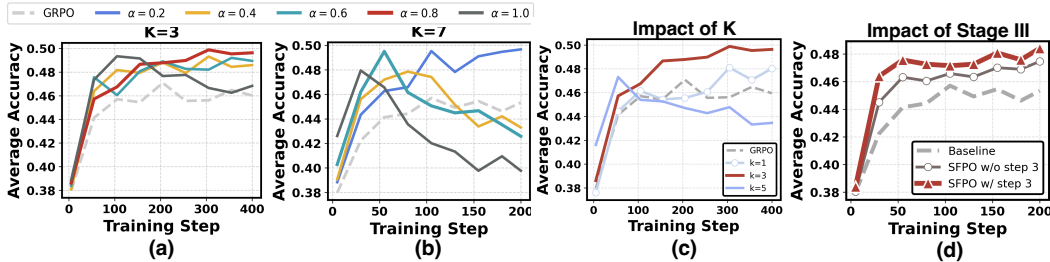 GRPO α = 0.2 α = 0.4 α = 0.6 α = 0.8 α = 1.0
K=3
Average Accuracy
0.50
0.48
0.46
0.44
0.42
0.40
0.38
0 100 200 300 400
Training Step
(a)
K=7
Average Accuracy
0.50
0.48
0.46
0.44
0.42
0.40
0.38
0 50 100 150 200
Training Step
(b)
Impact of K
Average Accuracy
0.50
0.48
0.46
0.44
0.42
0.40
0.38
GRPO
k=1
k=3
k=5
0 100 200 300 400
Training Step
(c)
Impact of Stage III
Average Accuracy
0.48
0.46
0.44
0.42
0.40
0.38
Baseline
SFPO w/o step 3
SFPO w/ step 3
0 50 100 150 200
Training Step
(d)